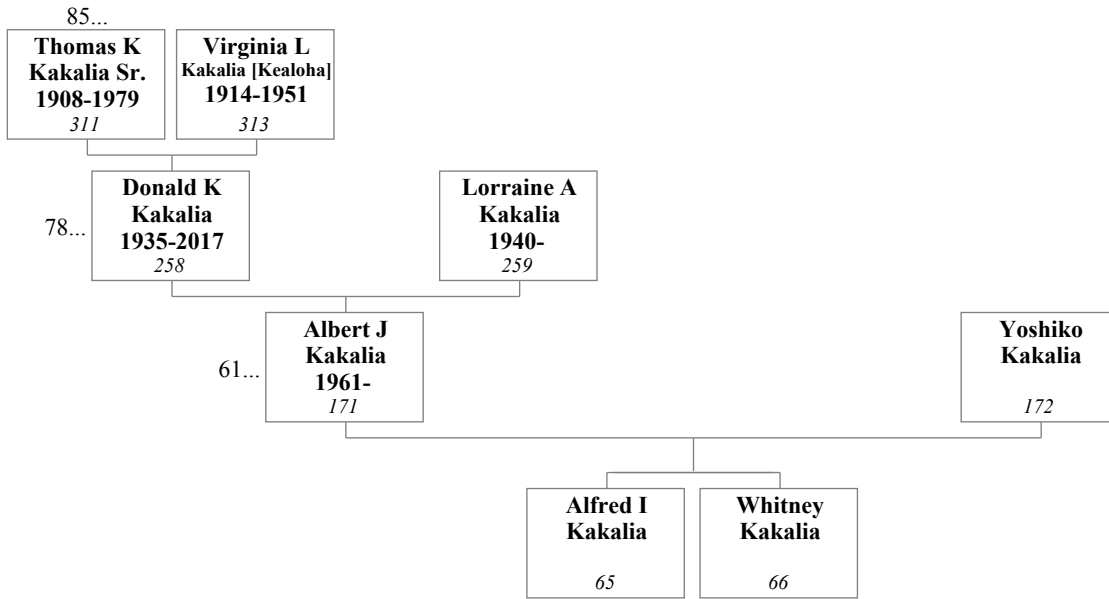 85...
Thomas K
Kakalia Sr.
1908-1979
311
Virginia L
Kakalia [Kealoha]
1914-1951
313
78...
Donald K
Kakalia
1935-2017
258
Lorraine A
Kakalia
1940-
259
61...
Albert J
Kakalia
1961-
171
Yoshiko
Kakalia
172
Alfred I
Kakalia
65
Whitney
Kakalia
66